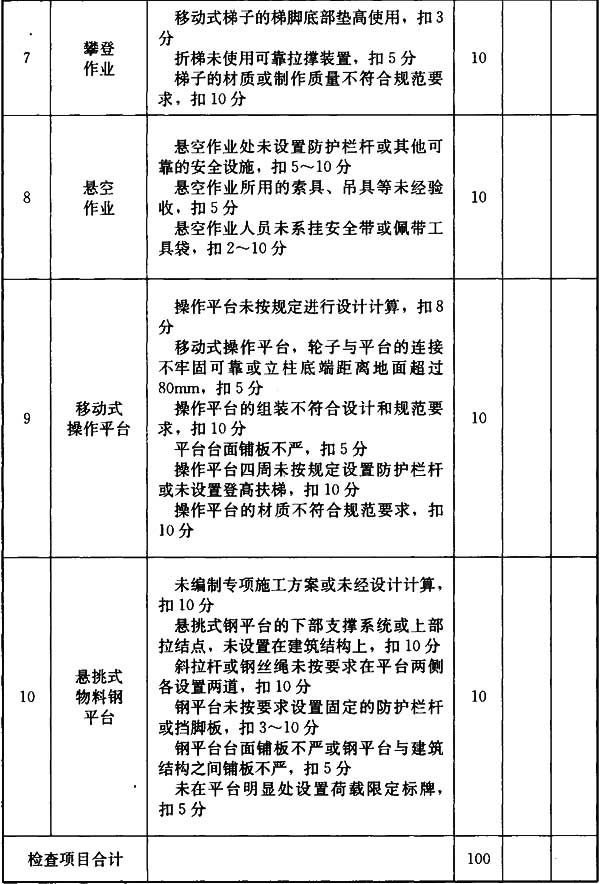 移动式梯子的梯脚底部垫高使用，扣3
分
折梯未使用可靠拉撑装置，扣5分
梯子的材质或制作质量不符合规范要
求，扣10分
7
攀登
作业
10
悬空作业处未设置防护栏杆或其他可
靠的安全设施，扣5～10分
悬空作业所用的索具、吊具等未经验
收，扣5分
悬空作业人员未系挂安全带或佩带工
具袋，扣2～10分
8
悬空
作业
10
操作平台未按规定进行设计计算，扣8
分
移动式操作平台，轮子与平台的连接
不牢固可靠或立柱底端距离地面超过
80mm，扣5分
操作平台的组装不符合设计和规范要
求，扣10分
平台台面铺板不严，扣5分
操作平台四周未按规定设置防护栏杆
或未设置登高扶梯，扣10分
操作平台的材质不符合规范要求，扣
10分
9
移动式
操作平台
10
未编制专项施工方案或未经设计计算，
扣10分
悬挑式钢平台的下部支撑系统或上部
拉结点，未设置在建筑结构上，扣10分
斜拉杆或钢丝绳未按要求在平台两侧
各设置两道，扣10分
钢平台未按要求设置固定的防护栏杆
或挡脚板，扣3～10分
钢平台台面铺板不严或钢平台与建筑
结构之间铺板不严，扣5分
未在平台明显处设置荷载限定标牌，
扣5分
10
悬挑式
物料钢
平台
10
检查项目合计
100